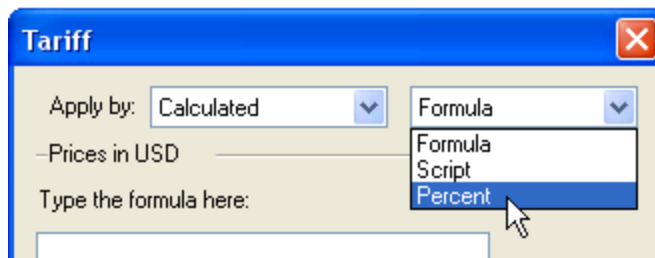 Tariff
Apply by: Calculated Formula
Prices in USD Formula
Script
Type the formula here: Percent